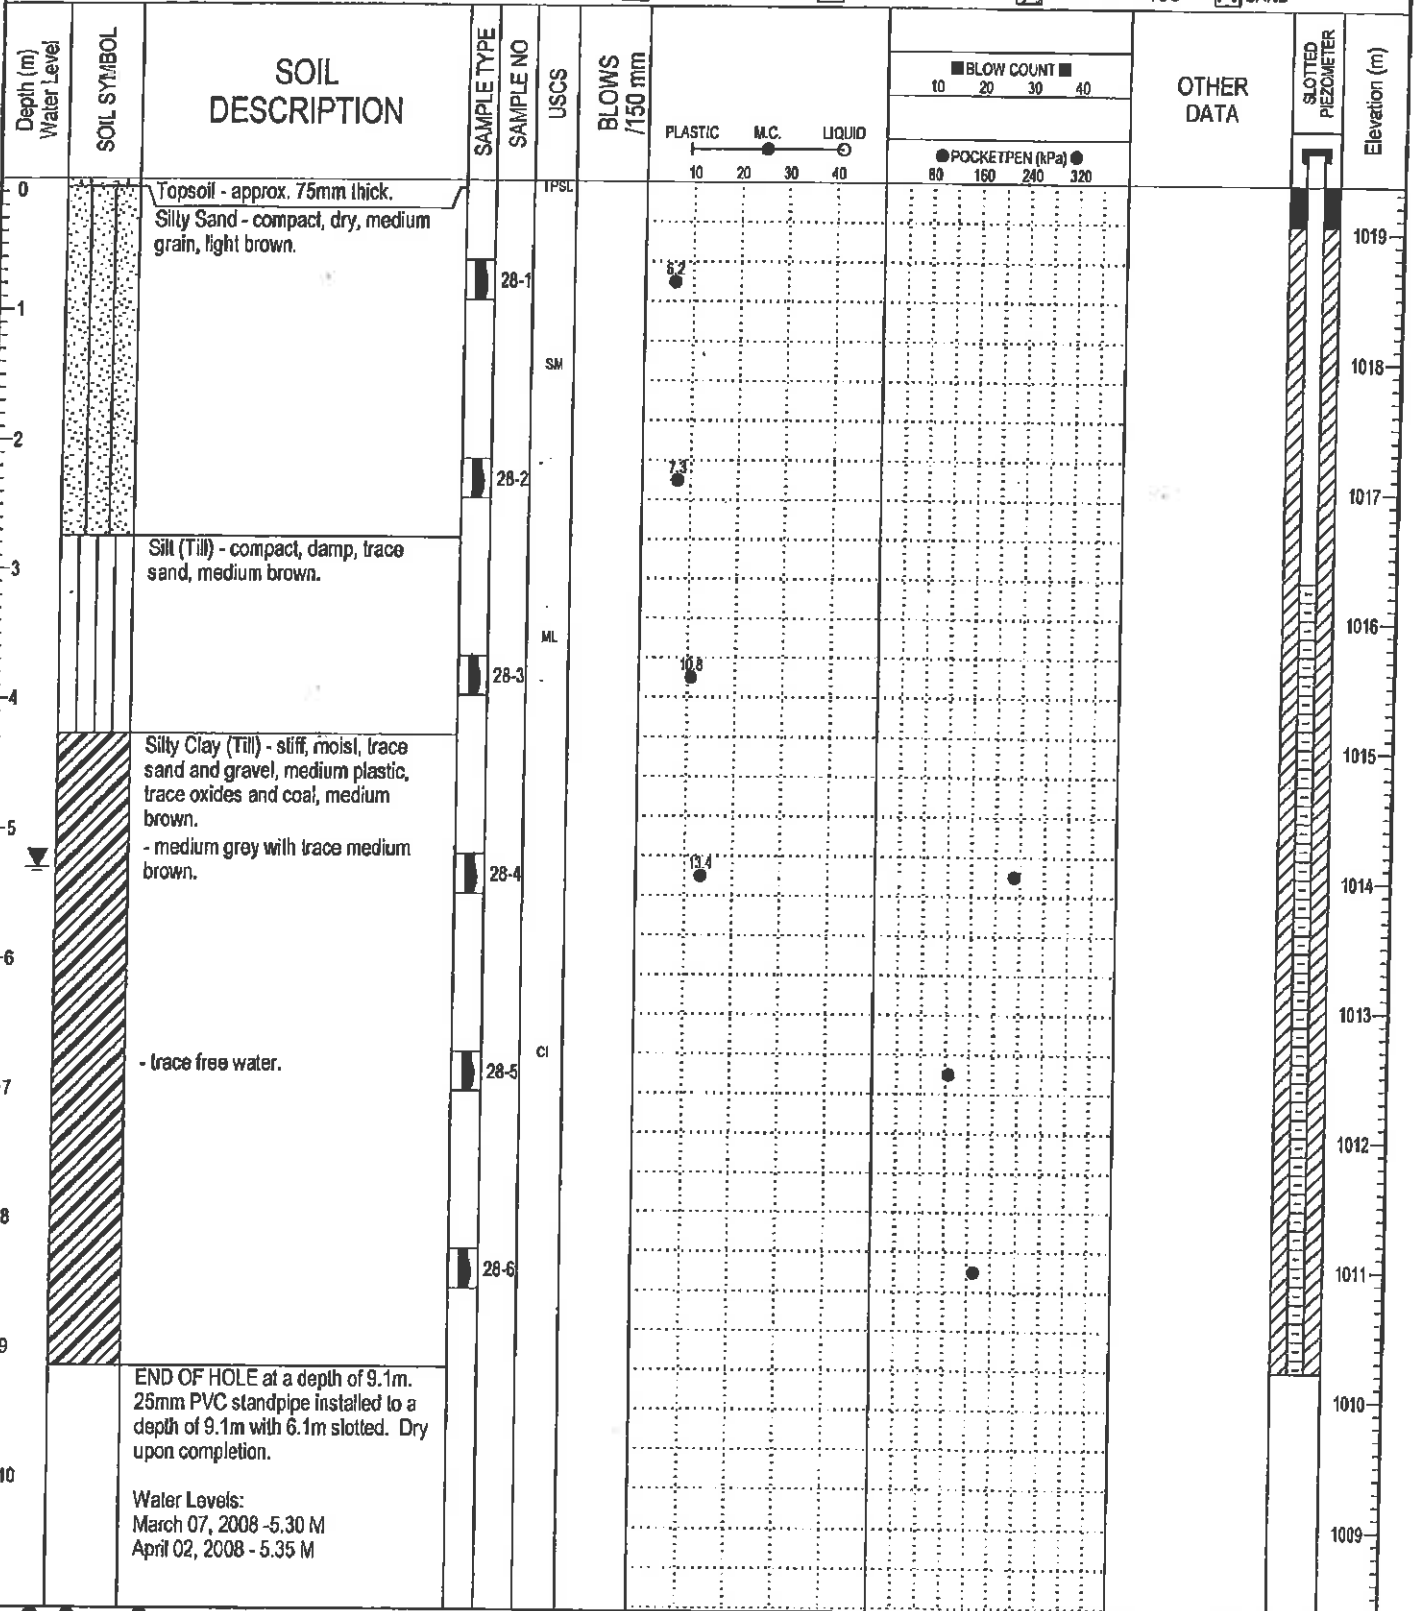 SAND
Depth (m)
Water Level
SOIL SYMBOL
SOIL
DESCRIPTION
SAMPLE TYPE
SAMPLE NO
USCS
BLOWS
/150 mm
PLASTIC M.C. LIQUID
10 20 30 40
■ BLOW COUNT ■
10 20 30 40
● POCKETPEN (kPa) ●
80 160 240 320
OTHER
DATA
SLOTTED
PIEZOMETER
Elevation (m)
0
Topsoil - approx. 75mm thick.
TPSL
Silty Sand - compact, dry, medium
grain, light brown.
1019
28-1
6.2
1
SM
1018
2
28-2
7.3
1017
Silt (Till) - compact, damp, trace
sand, medium brown.
3
ML
1016
28-3
10.8
4
Silty Clay (Till) - stiff, moist, trace
sand and gravel, medium plastic,
trace oxides and coal, medium
brown.
1015
5
- medium grey with trace medium
brown.
28-4
13.4
1014
6
1013
- trace free water.
28-5
CI
7
1012
8
28-6
1011
9
END OF HOLE at a depth of 9.1m.
25mm PVC standpipe installed to a
depth of 9.1m with 6.1m slotted. Dry
upon completion.
1010
10
Water Levels:
March 07, 2008 -5.30 M
April 02, 2008 - 5.35 M
1009